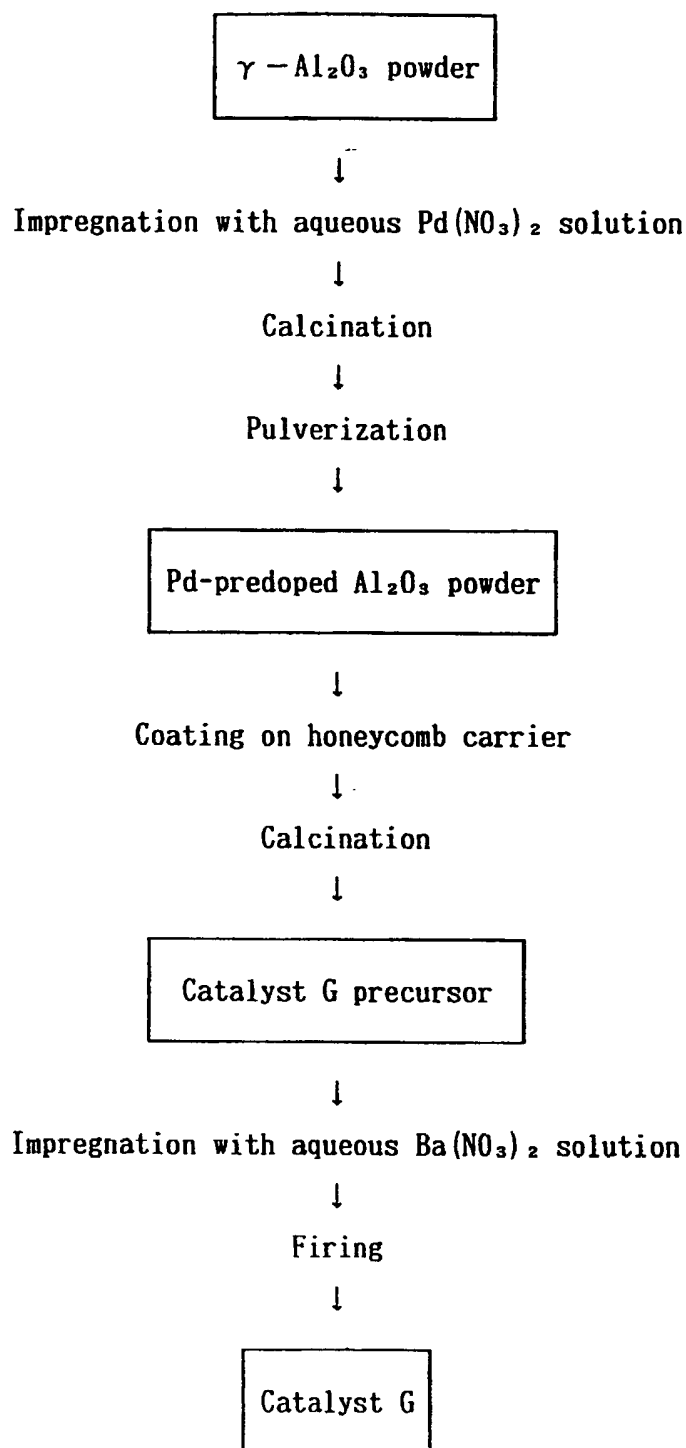 γ－Al₂O₃ powder
↓
Impregnation with aqueous Pd(NO₃)₂ solution
↓
Calcination
↓
Pulverization
↓
Pd-predoped Al₂O₃ powder
↓
Coating on honeycomb carrier
↓
Calcination
↓
Catalyst G precursor
↓
Impregnation with aqueous Ba(NO₃)₂ solution
↓
Firing
↓
Catalyst G